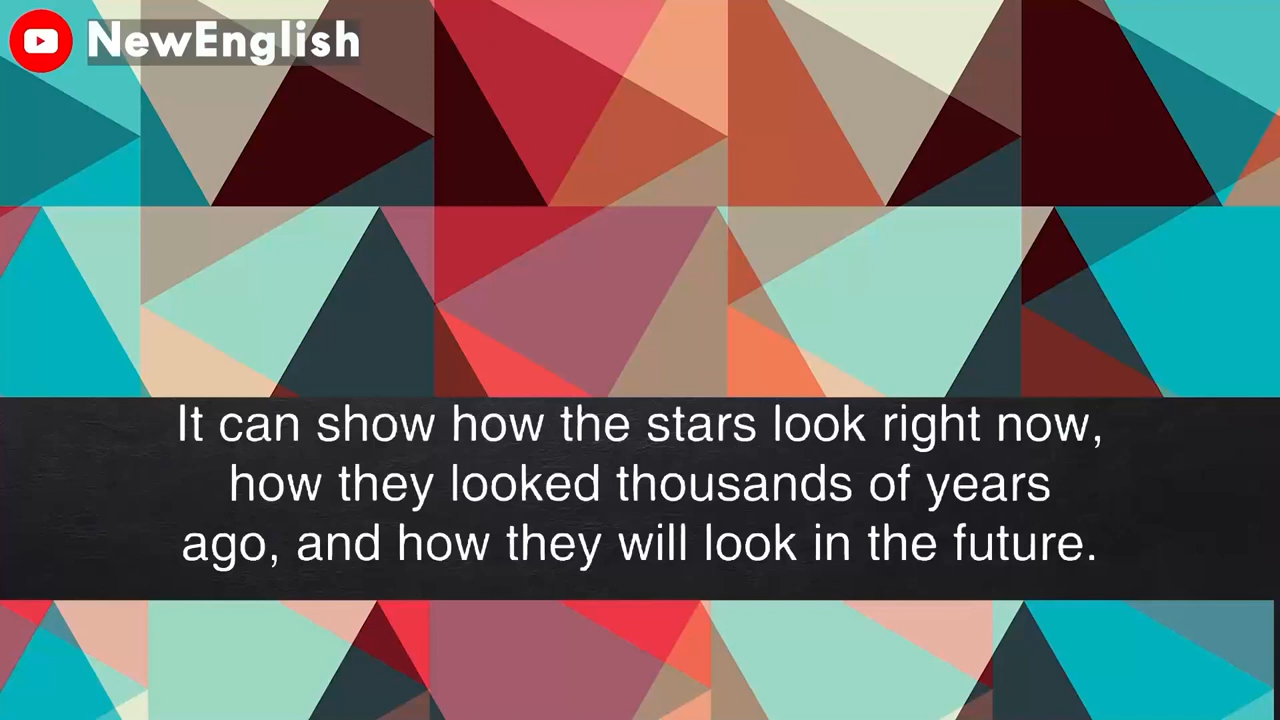 NewEnglish
It can show how the stars look right now,
how they looked thousands of years
ago, and how they will look in the future.